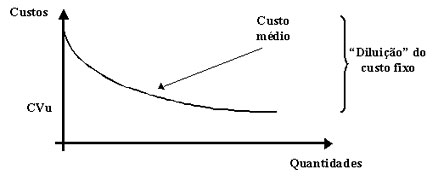 Custos
Custo
médio
"Diluição" do
custo fixo
CVu
Quantidades